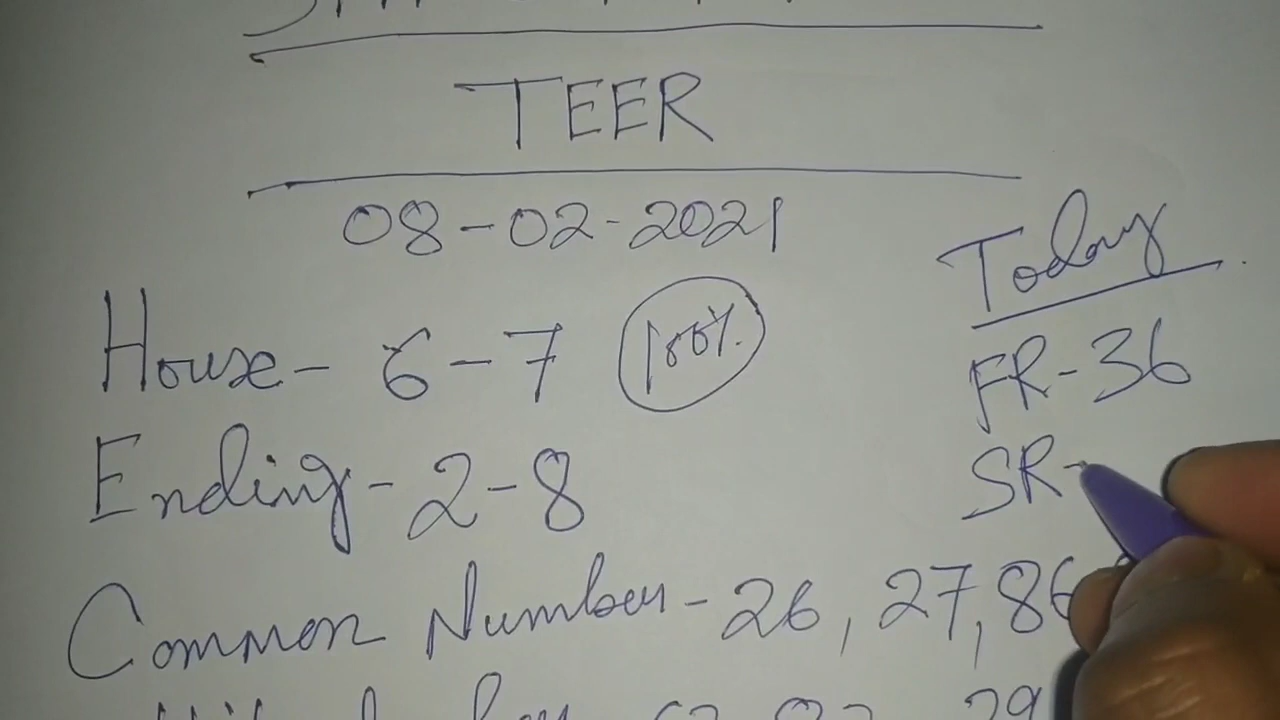 TEER
08-02-2021
House- 6-7 100%
Ending-2-8
Common Number-26, 27, 86
Today
FR-36
SR-